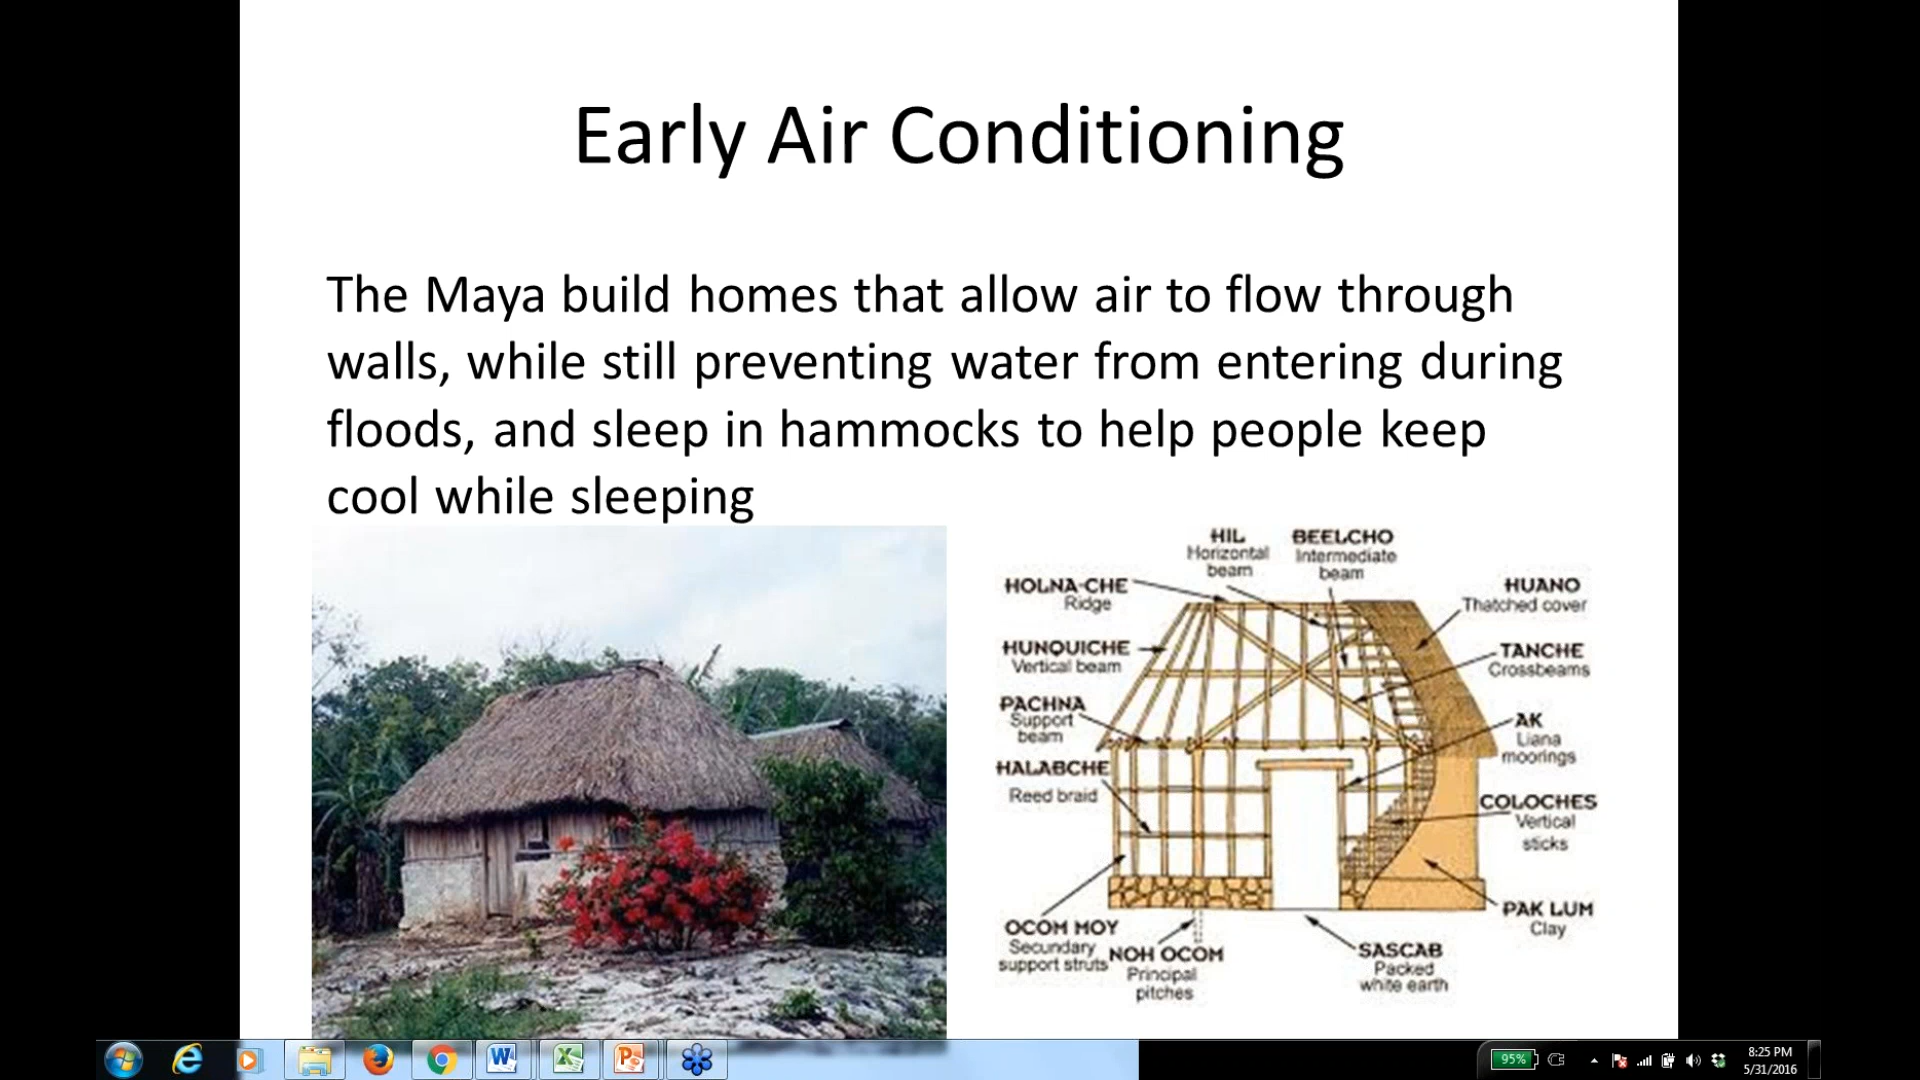 Early Air Conditioning
The Maya build homes that allow air to flow through
walls, while still preventing water from entering during
floods, and sleep in hammocks to help people keep
cool while sleeping
HIL
Horizontal
beam
BEELCHO
Intermediate
beam
HOLNA-CHE
Ridge
HUANO
Thatched cover
HUNQUICHE
Vertical beam
TANCHE
Crossbeams
PACHNA
Support
beam
AK
Liana
moorings
HALABCHE
Reed braid
COLOCHES
Vertical
sticks
OCOM MOY
Secundary
support struts
NOH OCOM
Principal
pitches
SASCAB
Packed
white earth
PAK LUM
Clay
95%
8:25 PM
5/31/2016